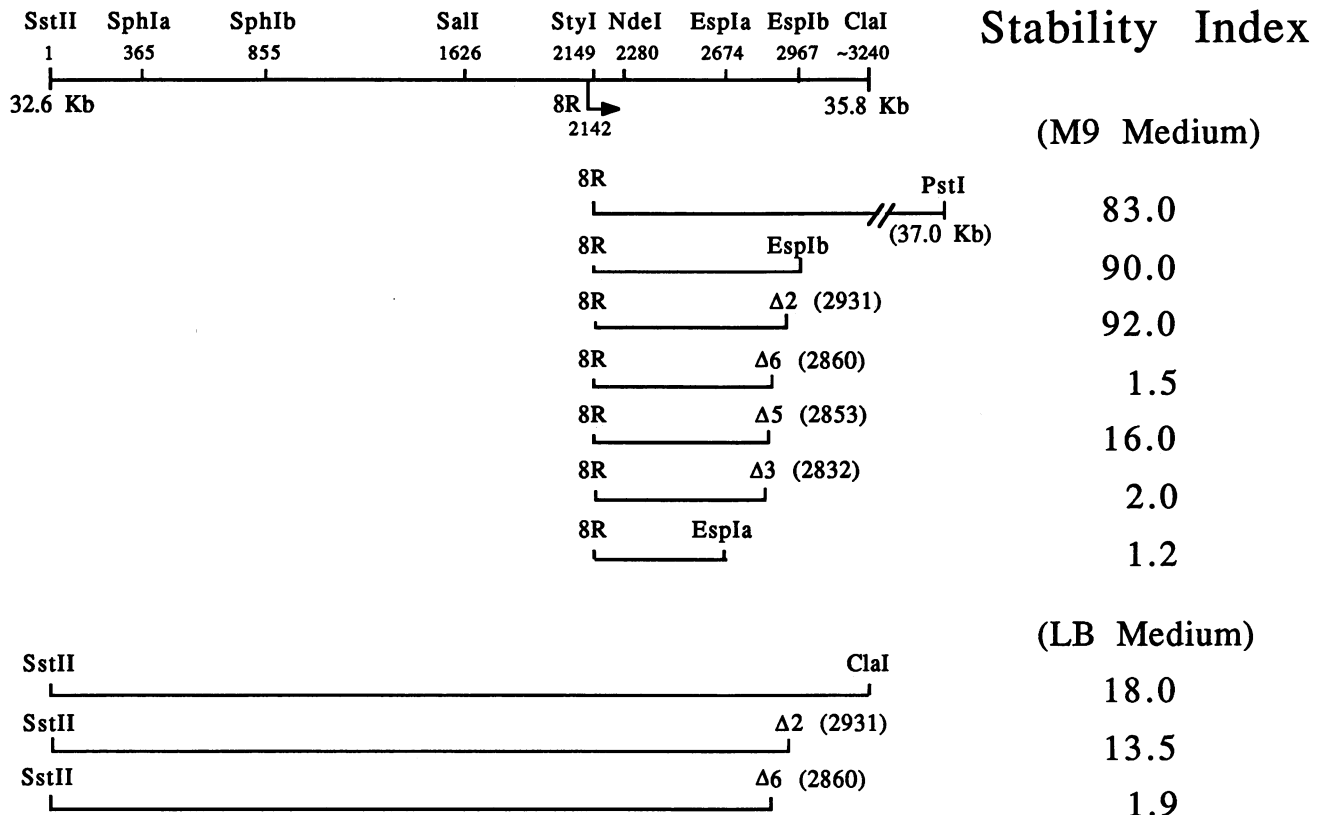 SstII SphIa SphIb SalI StyI NdeI EspIa EspIb ClaI
1 365 855 1626 2149 2280 2674 2967 ~3240
32.6 Kb 8R 35.8 Kb
2142
Stability Index
(M9 Medium)
8R PstI
(37.0 Kb)
83.0
8R EspIb
90.0
8R Δ2 (2931)
92.0
8R Δ6 (2860)
1.5
8R Δ5 (2853)
16.0
8R Δ3 (2832)
2.0
8R EspIa
1.2
(LB Medium)
SstII ClaI
18.0
SstII Δ2 (2931)
13.5
SstII Δ6 (2860)
1.9